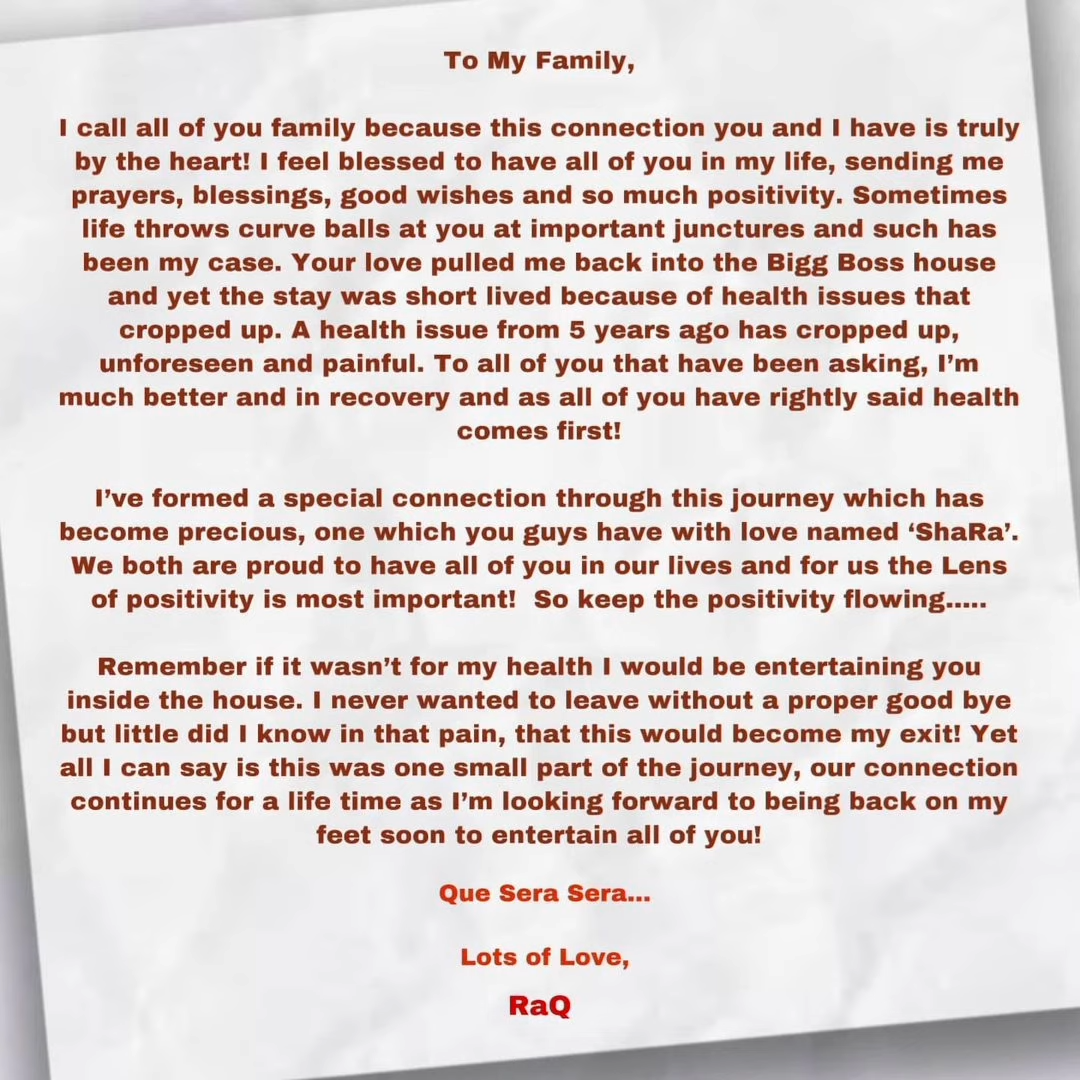 To My Family,
I call all of you family because this connection you and I have is truly
by the heart! I feel blessed to have all of you in my life, sending me
prayers, blessings, good wishes and so much positivity. Sometimes
life throws curve balls at you at important junctures and such has
been my case. Your love pulled me back into the Bigg Boss house
and yet the stay was short lived because of health issues that
cropped up. A health issue from 5 years ago has cropped up,
unforeseen and painful. To all of you that have been asking, I’m
much better and in recovery and as all of you have rightly said health
comes first!
I’ve formed a special connection through this journey which has
become precious, one which you guys have with love named ‘ShaRa’.
We both are proud to have all of you in our lives and for us the Lens
of positivity is most important!  So keep the positivity flowing.....
Remember if it wasn’t for my health I would be entertaining you
inside the house. I never wanted to leave without a proper good bye
but little did I know in that pain, that this would become my exit! Yet
all I can say is this was one small part of the journey, our connection
continues for a life time as I’m looking forward to being back on my
feet soon to entertain all of you!
Que Sera Sera...
Lots of Love,
RaQ